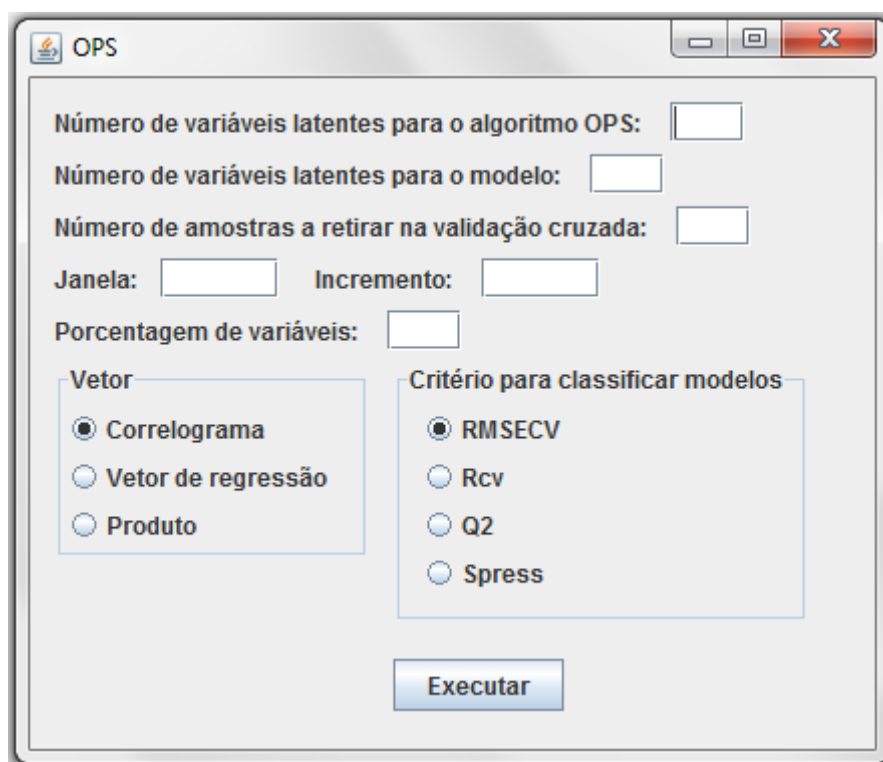 OPS
Número de variáveis latentes para o algoritmo OPS:
Número de variáveis latentes para o modelo:
Número de amostras a retirar na validação cruzada:
Janela: Incremento:
Porcentagem de variáveis:
Vetor
Correlograma
Vetor de regressão
Produto
Critério para classificar modelos
RMSECV
Rcv
Q2
Spress
Executar